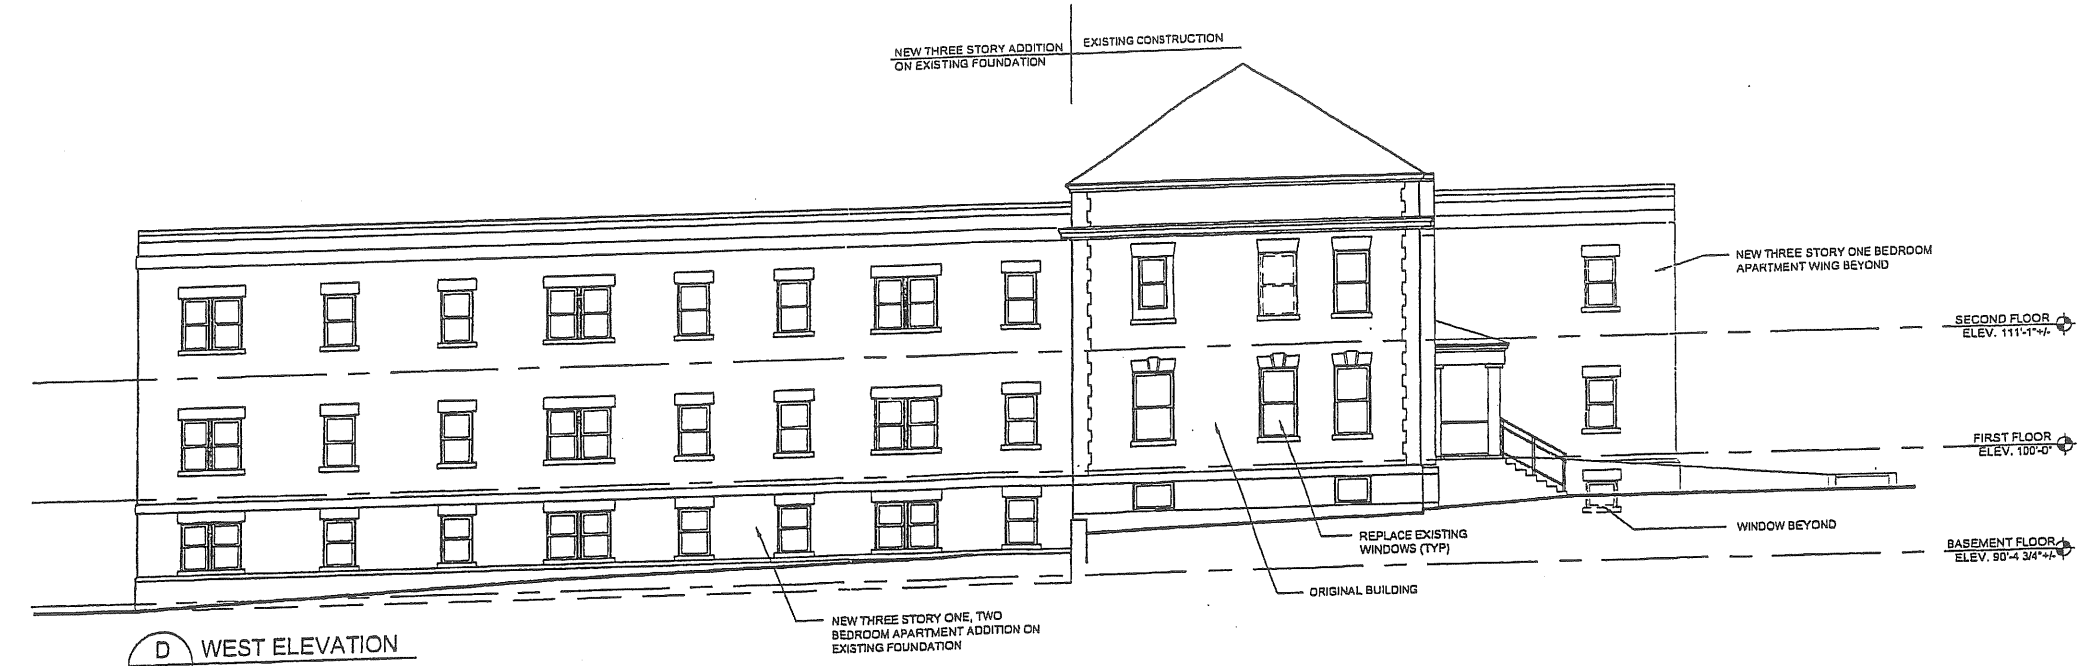 NEW THREE STORY ADDITION
ON EXISTING FOUNDATION
EXISTING CONSTRUCTION
NEW THREE STORY ONE BEDROOM
APARTMENT WING BEYOND
SECOND FLOOR
ELEV. 111'-1"+/-
FIRST FLOOR
ELEV. 100'-0"
WINDOW BEYOND
REPLACE EXISTING
WINDOWS (TYP)
BASEMENT FLOOR
ELEV. 90'-4 3/4"+/-
ORIGINAL BUILDING
NEW THREE STORY ONE, TWO
BEDROOM APARTMENT ADDITION ON
EXISTING FOUNDATION
D WEST ELEVATION